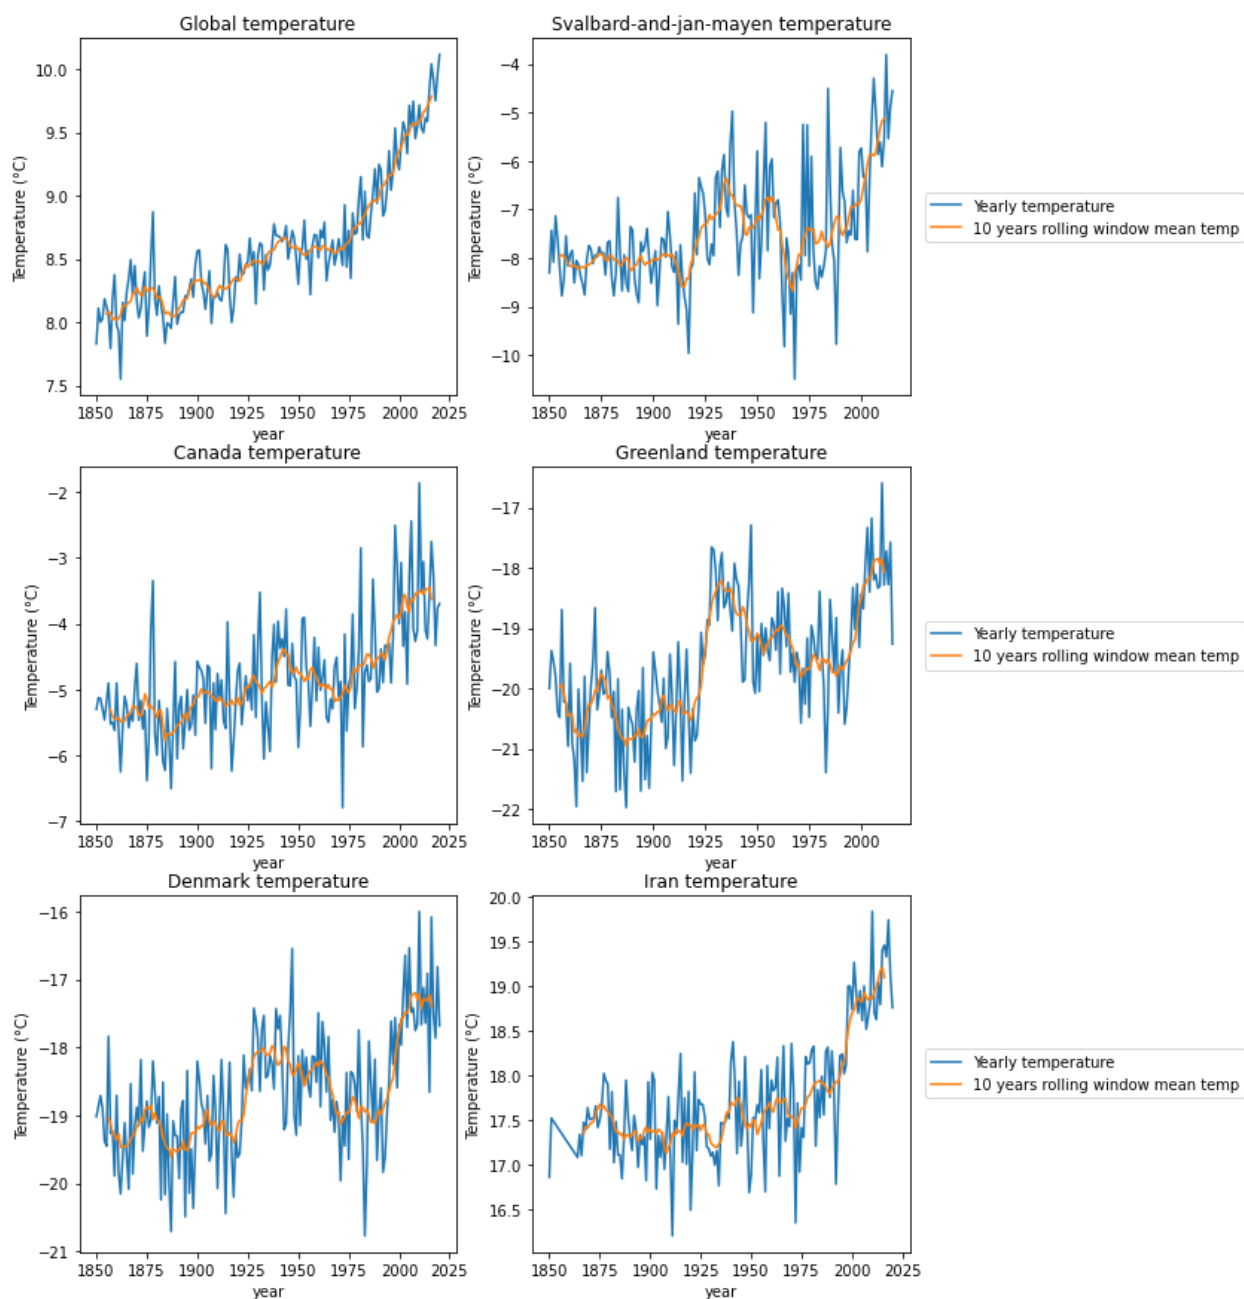 Global temperature
Svalbard-and-jan-mayen temperature
Temperature (°C)
10.0
9.5
9.0
8.5
8.0
7.5
1850 1875 1900 1925 1950 1975 2000 2025
year
Temperature (°C)
−4
−5
−6
−7
−8
−9
−10
1850 1875 1900 1925 1950 1975 2000
year
Yearly temperature
10 years rolling window mean temp
Canada temperature
Greenland temperature
Temperature (°C)
−2
−3
−4
−5
−6
−7
1850 1875 1900 1925 1950 1975 2000 2025
year
Temperature (°C)
−17
−18
−19
−20
−21
−22
1850 1875 1900 1925 1950 1975 2000
year
Yearly temperature
10 years rolling window mean temp
Denmark temperature
Iran temperature
Temperature (°C)
−16
−17
−18
−19
−20
−21
1850 1875 1900 1925 1950 1975 2000 2025
year
Temperature (°C)
20.0
19.5
19.0
18.5
18.0
17.5
17.0
16.5
1850 1875 1900 1925 1950 1975 2000 2025
year
Yearly temperature
10 years rolling window mean temp